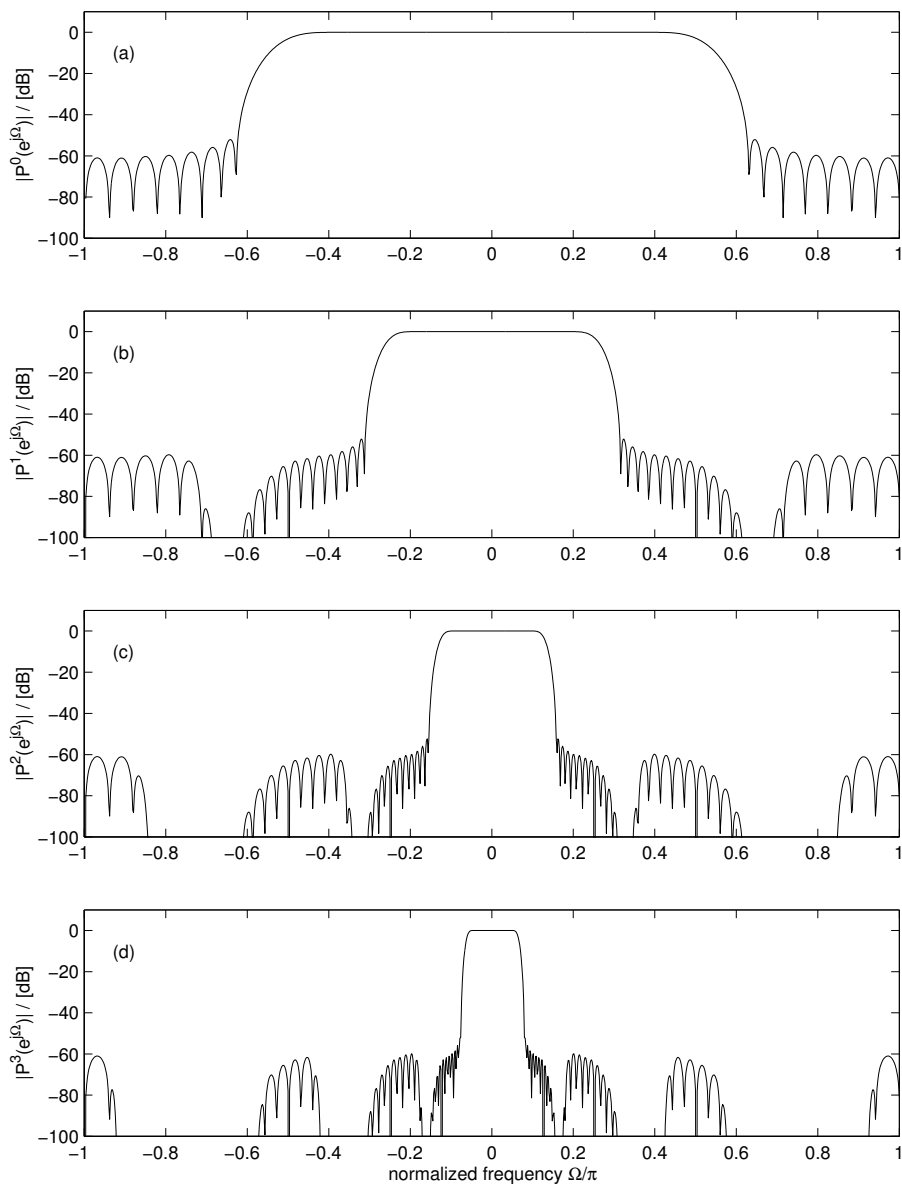 0
−20
−40
−60
−80
−100
|P⁰(e^{jΩ})| / [dB]
(a)
−1 −0.8 −0.6 −0.4 −0.2 0 0.2 0.4 0.6 0.8 1
0
−20
−40
−60
−80
−100
|P¹(e^{jΩ})| / [dB]
(b)
−1 −0.8 −0.6 −0.4 −0.2 0 0.2 0.4 0.6 0.8 1
0
−20
−40
−60
−80
−100
|P²(e^{jΩ})| / [dB]
(c)
−1 −0.8 −0.6 −0.4 −0.2 0 0.2 0.4 0.6 0.8 1
0
−20
−40
−60
−80
−100
|P³(e^{jΩ})| / [dB]
(d)
−1 −0.8 −0.6 −0.4 −0.2 0 0.2 0.4 0.6 0.8 1
normalized frequency Ω/π